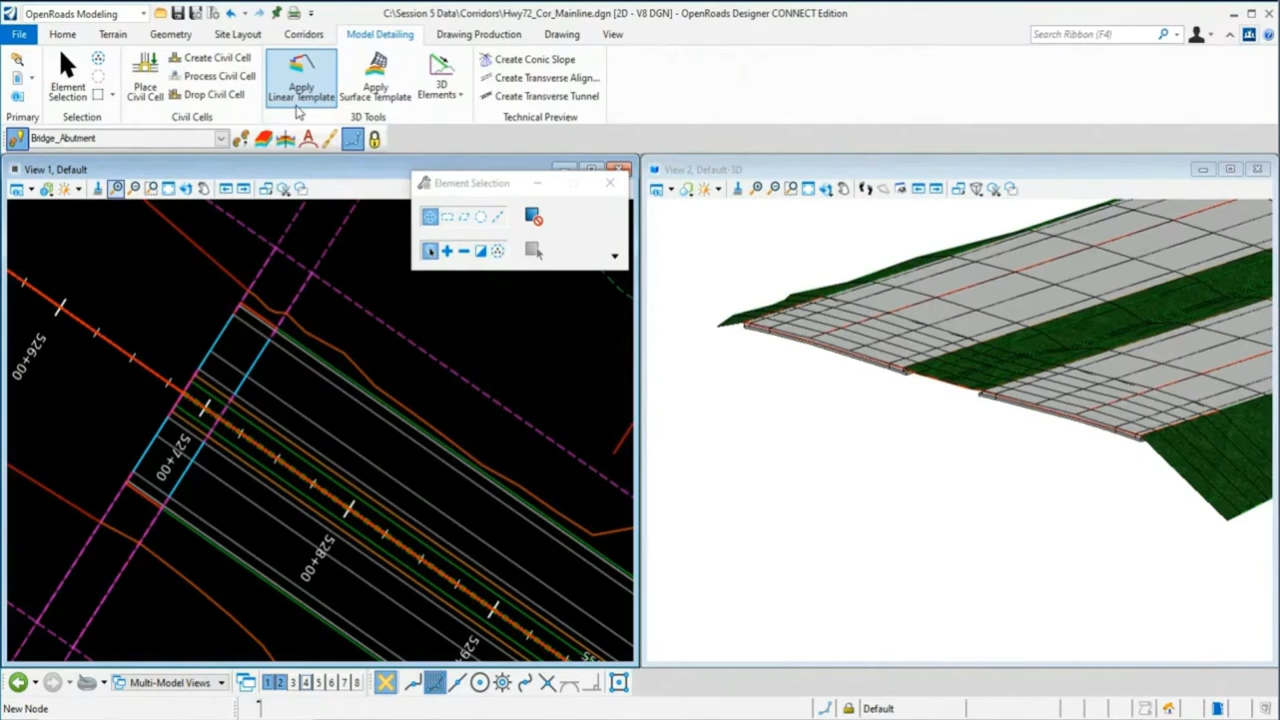 OpenRoads Modeling
C:\Session 5 Data\Corridors\Hwy72_Cor_Mainline.dgn [2D - V8 DGN] - OpenRoads Designer CONNECT Edition
File Home Terrain Geometry Site Layout Corridors Model Detailing Drawing Production Drawing View
Search Ribbon (F4)
Element Selection
Place Civil Cell
Create Civil Cell
Process Civil Cell
Drop Civil Cell
Apply Linear Template
Apply Surface Template
3D Elements
Create Conic Slope
Create Transverse Align...
Create Transverse Tunnel
Primary Selection Civil Cells 3D Tools Technical Preview
Bridge_Abutment
View 1, Default
Element Selection
View 2, Default-3D
526+00
527+00
528+00
529+
Multi-Model Views 1 2 3 4 5 6 7 8
New Node
Default